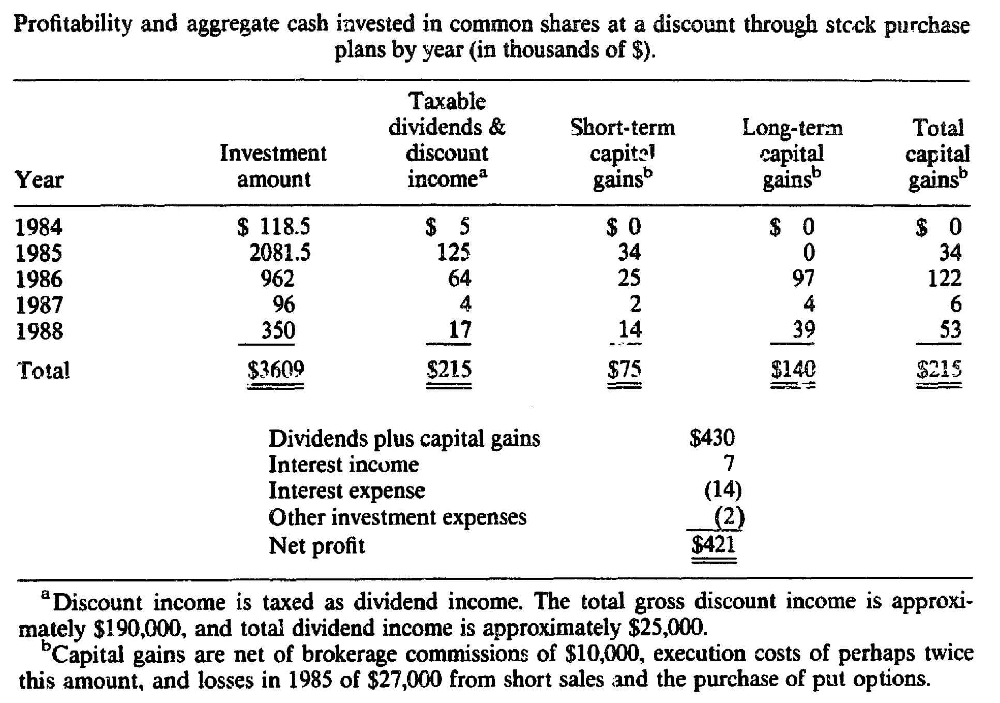 Profitability and aggregate cash invested in common shares at a discount through stock purchase
plans by year (in thousands of $).
Taxable
dividends & Short-term Long-term Total
Investment discount capital capital capital
Year amount income^a gains^b gains^b gains^b
1984 $ 118.5 $ 5 $ 0 $ 0 $ 0
1985 2081.5 125 34 0 34
1986 962 64 25 97 122
1987 96 4 2 4 6
1988 350 17 14 39 53
Total $3609 $215 $75 $140 $215
Dividends plus capital gains $430
Interest income 7
Interest expense (14)
Other investment expenses (2)
Net profit $421
^a Discount income is taxed as dividend income. The total gross discount income is approxi-
mately $190,000, and total dividend income is approximately $25,000.
^b Capital gains are net of brokerage commissions of $10,000, execution costs of perhaps twice
this amount, and losses in 1985 of $27,000 from short sales and the purchase of put options.